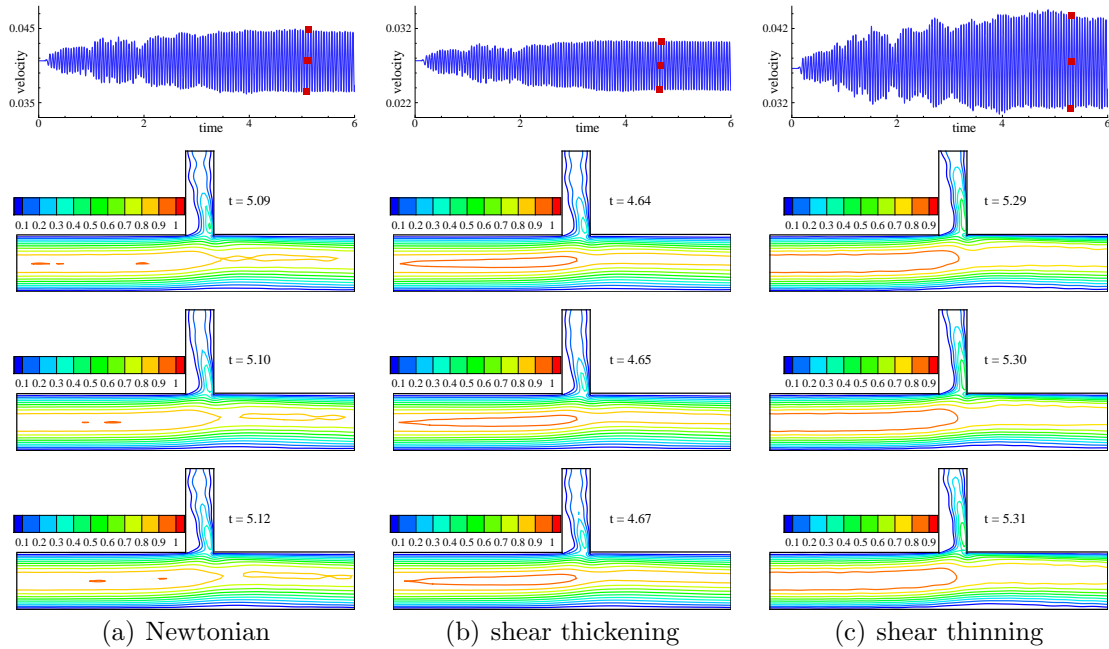 0.045
velocity
0.035
0 2 4 6
time
0.032
velocity
0.022
0 2 4 6
time
0.042
velocity
0.032
0 2 4 6
time
t = 5.09
0.1 0.2 0.3 0.4 0.5 0.6 0.7 0.8 0.9 1
t = 4.64
0.1 0.2 0.3 0.4 0.5 0.6 0.7 0.8 0.9 1
t = 5.29
0.1 0.2 0.3 0.4 0.5 0.6 0.7 0.8 0.9
t = 5.10
0.1 0.2 0.3 0.4 0.5 0.6 0.7 0.8 0.9 1
t = 4.65
0.1 0.2 0.3 0.4 0.5 0.6 0.7 0.8 0.9 1
t = 5.30
0.1 0.2 0.3 0.4 0.5 0.6 0.7 0.8 0.9
t = 5.12
0.1 0.2 0.3 0.4 0.5 0.6 0.7 0.8 0.9 1
t = 4.67
0.1 0.2 0.3 0.4 0.5 0.6 0.7 0.8 0.9 1
t = 5.31
0.1 0.2 0.3 0.4 0.5 0.6 0.7 0.8 0.9
(a) Newtonian
(b) shear thickening
(c) shear thinning